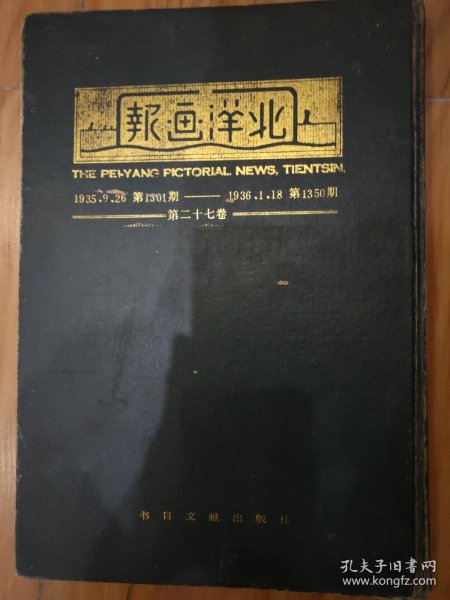 北洋画报
THE PEI-YANG PICTORIAL NEWS, TIENTSIN.
1935.9.26 第1301期 —— 1936.1.18 第1350期
第二十七卷
书目文献出版社
孔夫子旧书网
www.kongfz.com